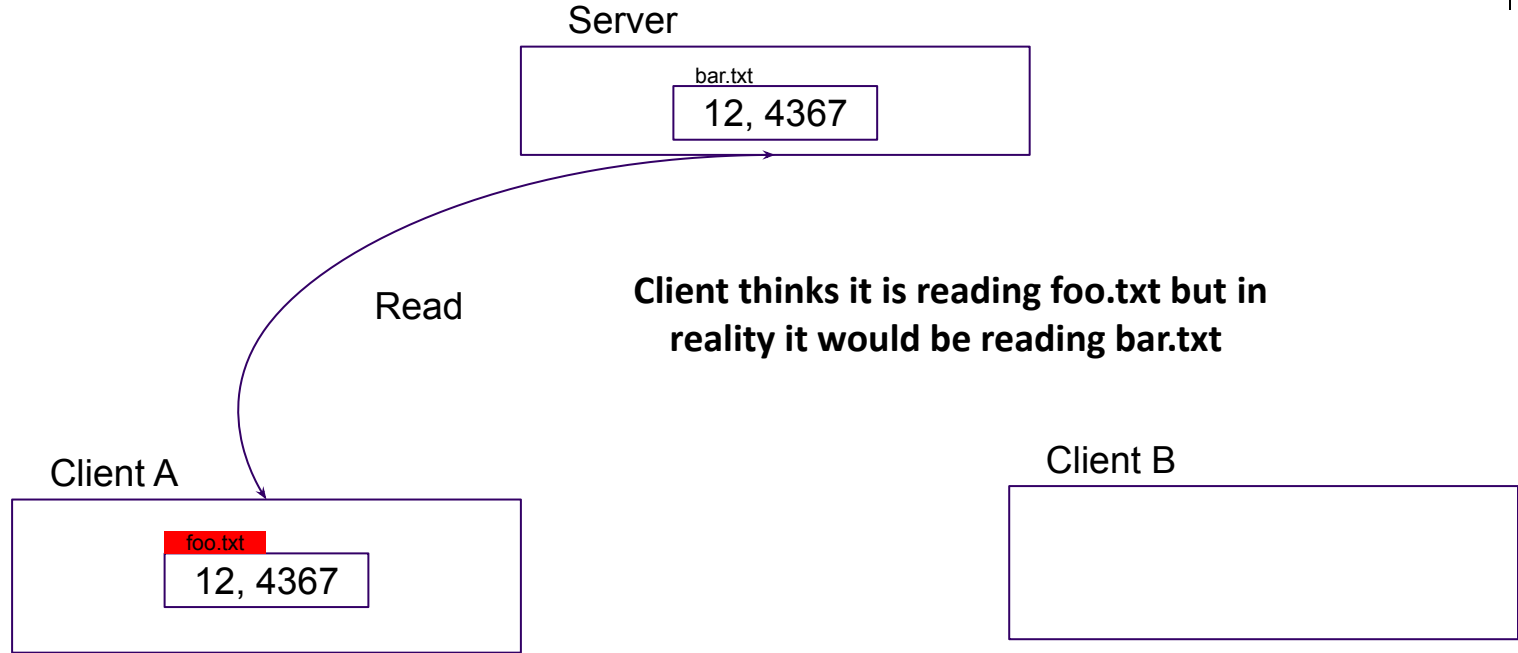 Server
bar.txt
12, 4367
Read
Client thinks it is reading foo.txt but in
reality it would be reading bar.txt
Client A
Client B
foo.txt
12, 4367